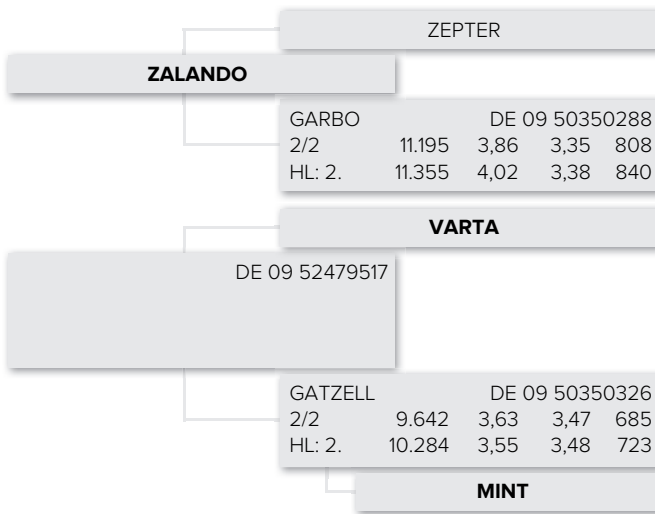 ZEPTER
ZALANDO
GARBO DE 09 50350288
2/2 11.195 3,86 3,35 808
HL: 2. 11.355 4,02 3,38 840
VARTA
DE 09 52479517
GATZELL DE 09 50350326
2/2 9.642 3,63 3,47 685
HL: 2. 10.284 3,55 3,48 723
MINT